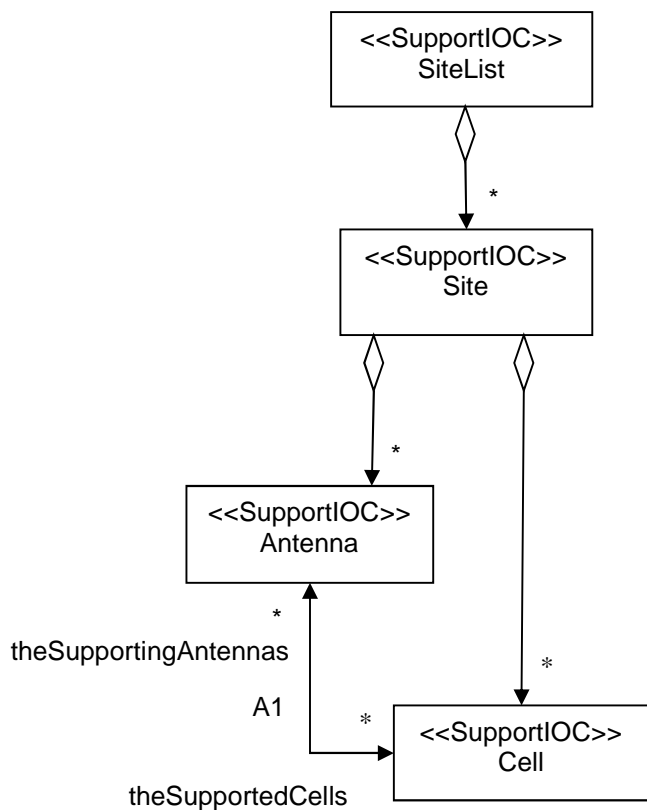 <<SupportIOC>>
SiteList
*
<<SupportIOC>>
Site
*
<<SupportIOC>>
Antenna
*
theSupportingAntennas
*
A1
*
<<SupportIOC>>
Cell
theSupportedCells